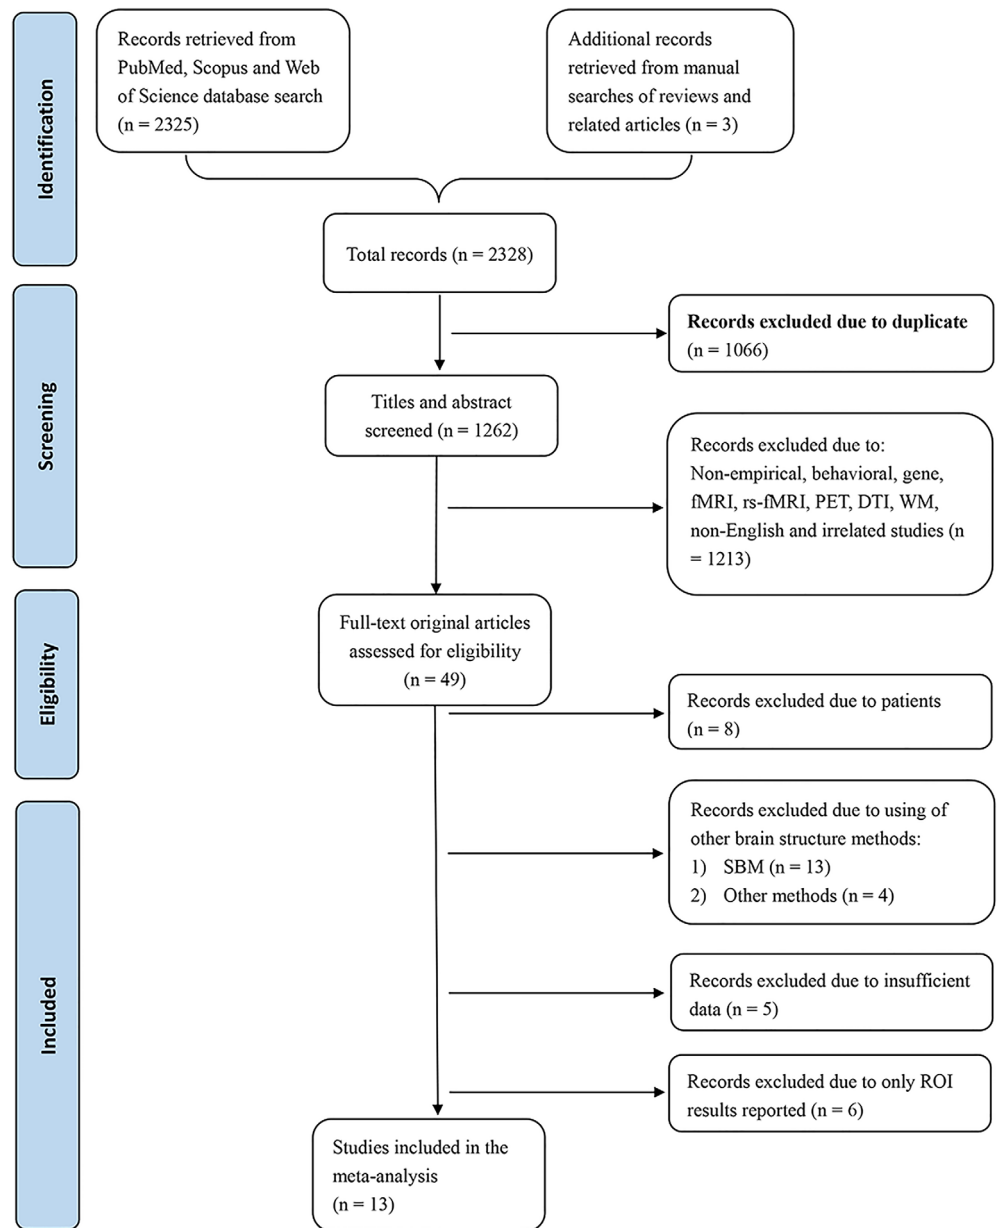 Identification
Records retrieved from
PubMed, Scopus and Web
of Science database search
(n = 2325)
Additional records
retrieved from manual
searches of reviews and
related articles (n = 3)
Total records (n = 2328)
Screening
Records excluded due to duplicate
(n = 1066)
Titles and abstract
screened (n = 1262)
Records excluded due to:
Non-empirical, behavioral, gene,
fMRI, rs-fMRI, PET, DTI, WM,
non-English and irrelated studies (n
= 1213)
Eligibility
Full-text original articles
assessed for eligibility
(n = 49)
Records excluded due to patients
(n = 8)
Included
Records excluded due to using of
other brain structure methods:
1) SBM (n = 13)
2) Other methods (n = 4)
Records excluded due to insufficient
data (n = 5)
Records excluded due to only ROI
results reported (n = 6)
Studies included in the
meta-analysis
(n = 13)